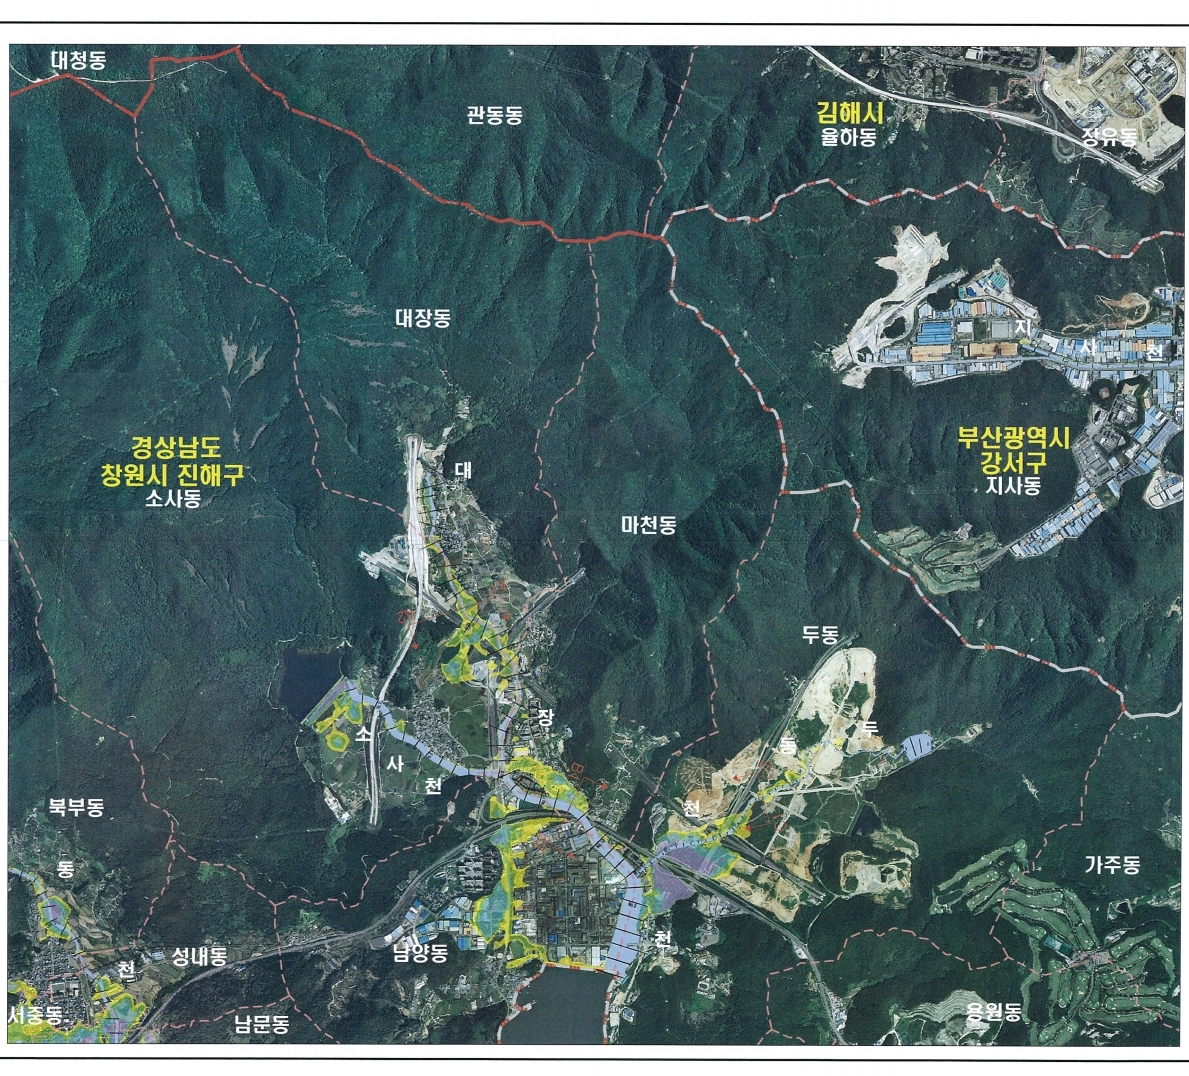 대청동
관동동
김해시
율하동
장유동
대장동
지
사
천
경상남도
창원시 진해구
소사동
부산광역시
강서구
지사동
대
마천동
두동
장
소
사
천
두
동
천
북부동
동
가주동
천
성내동
남양동
천
서중동
남문동
용원동